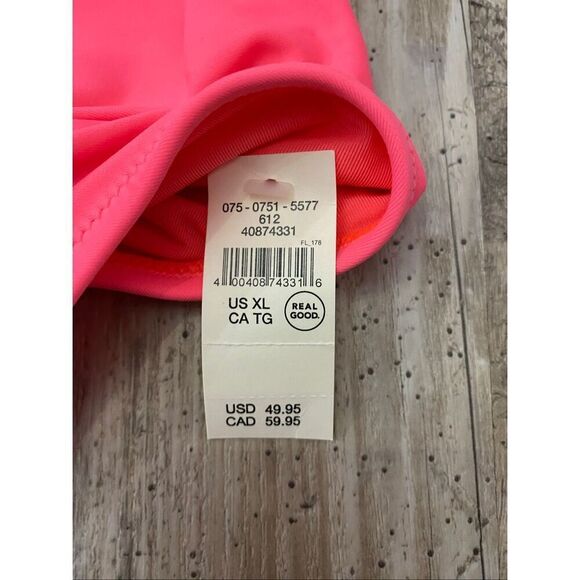 075 - 0751 - 5577
612
40874331
FL_178
4 00408 74331 6
US XL
CA TG
REAL
GOOD.
USD 49.95
CAD 59.95